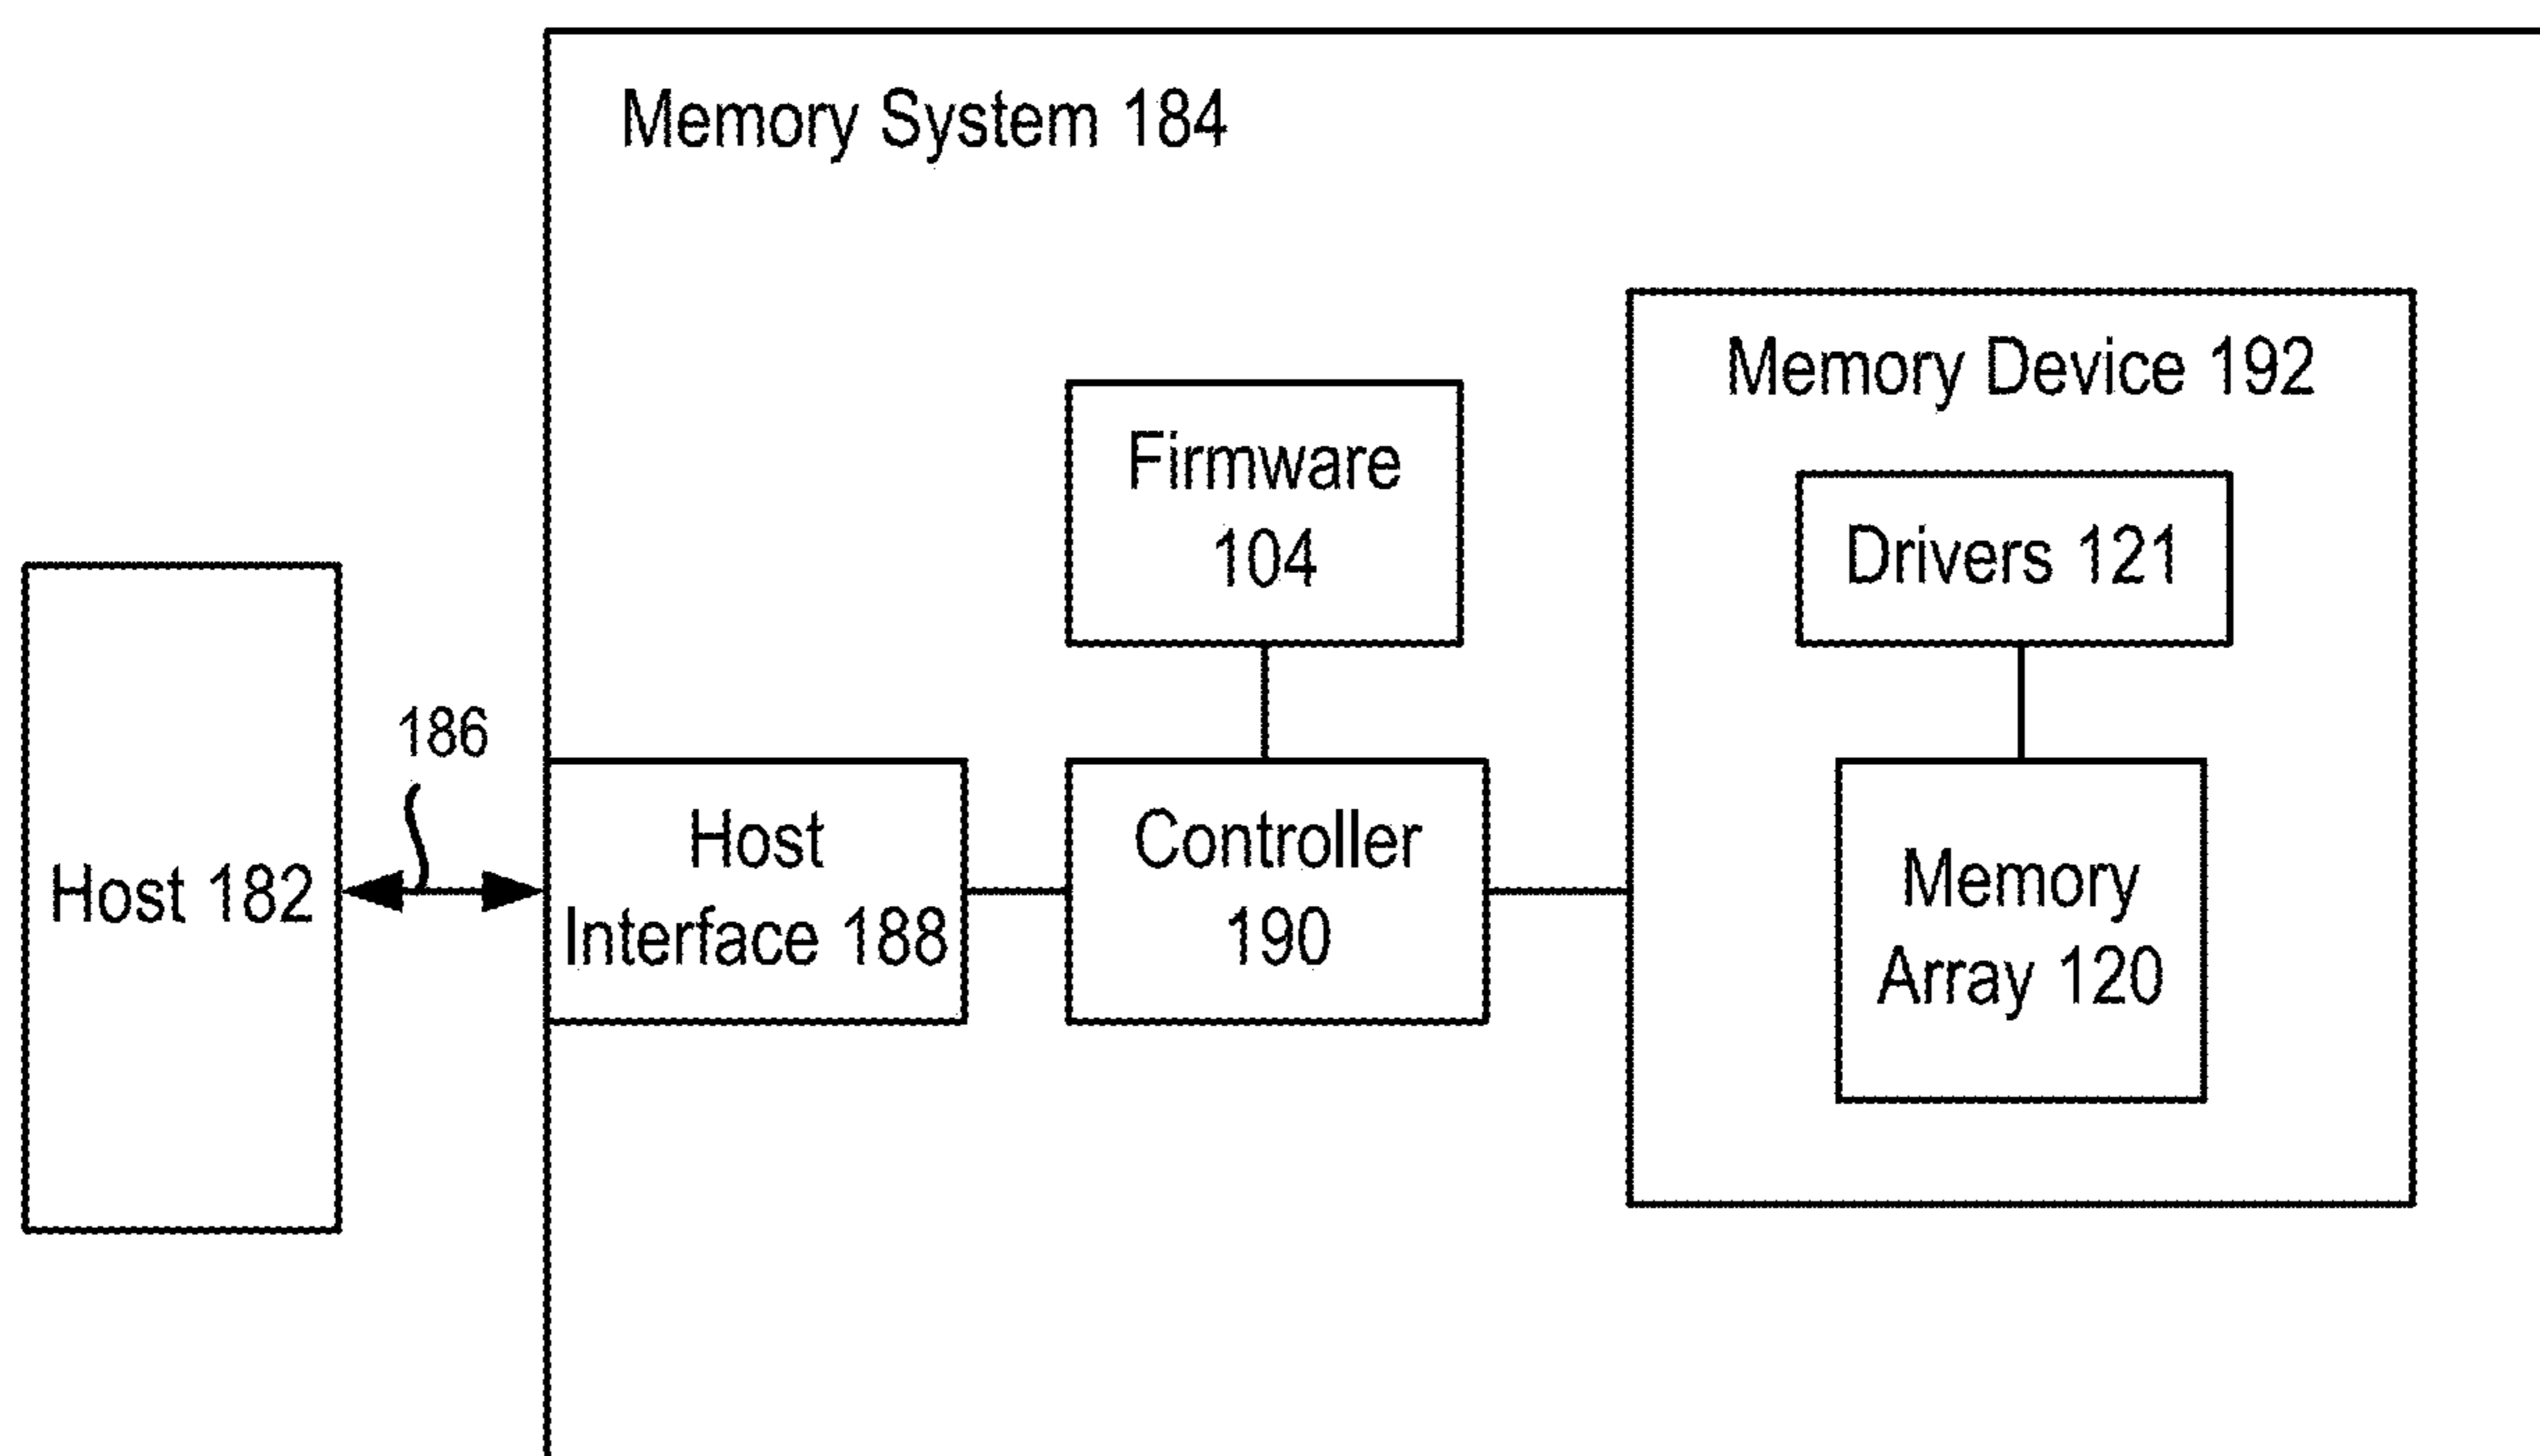 Memory System 184
Memory Device 192
Firmware
104
Drivers 121
186
Host 182
Host
Interface 188
Controller
190
Memory
Array 120